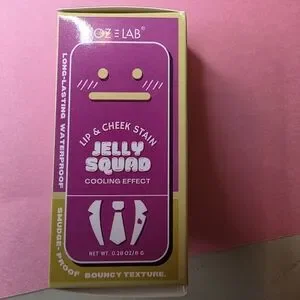 OZ LAB®
LIP & CHEEK STAIN
JELLY
SQUAD
COOLING EFFECT
NET WT. 0.28 OZ/8 G
LONG-LASTING WATERPROOF
SMUDGE-PROOF BOUNCY TEXTURE.